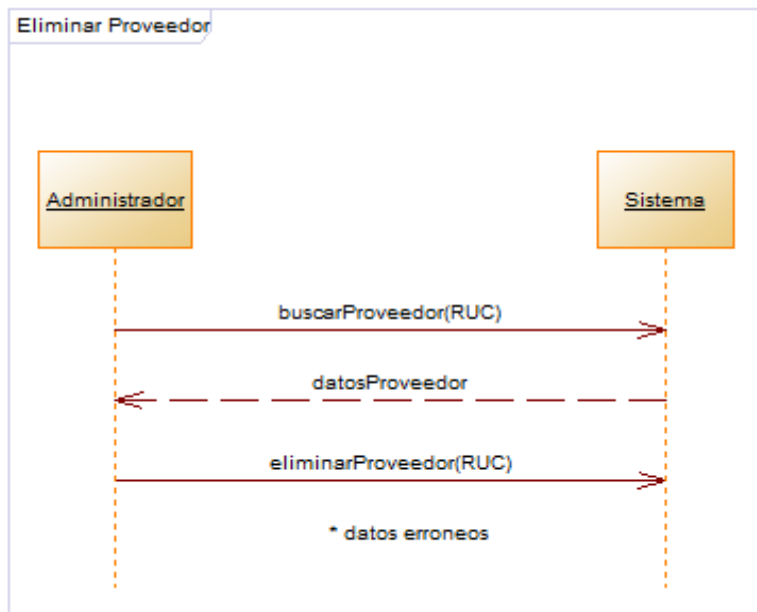 Eliminar Proveedor
Administrador
Sistema
buscarProveedor(RUC)
datosProveedor
eliminarProveedor(RUC)
* datos erroneos